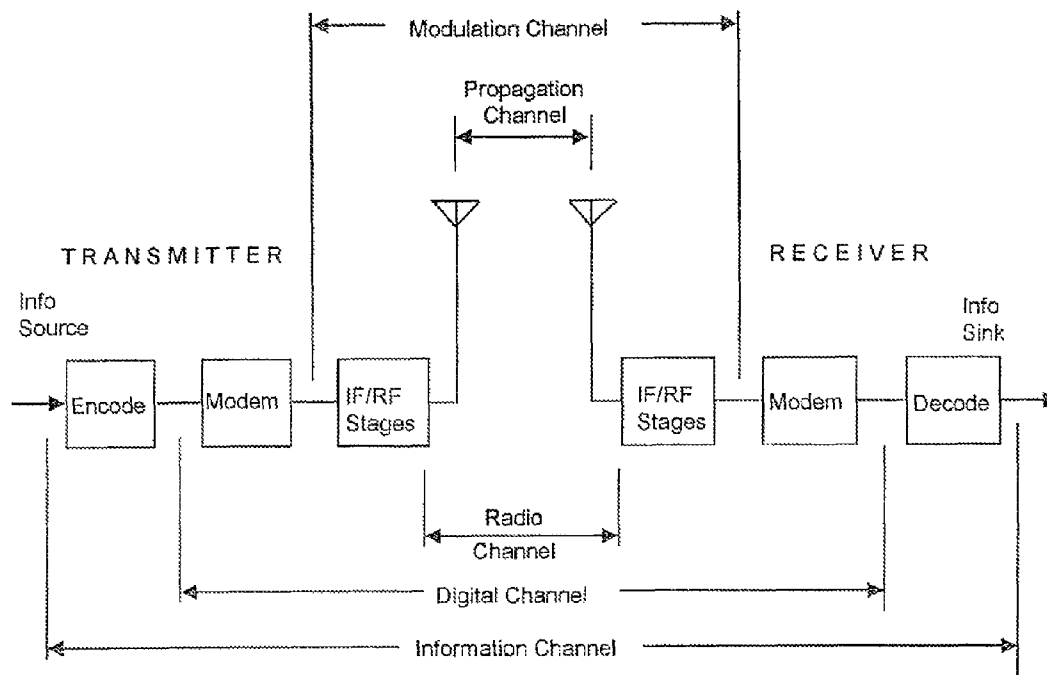 Modulation Channel
Propagation
Channel
TRANSMITTER
RECEIVER
Info
Source
Info
Sink
Encode
Modem
IF/RF
Stages
IF/RF
Stages
Modem
Decode
Radio
Channel
Digital Channel
Information Channel